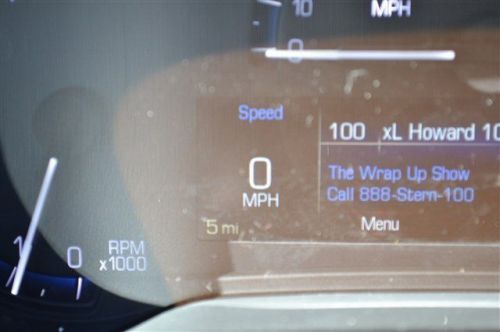 10
MPH
0
Speed
0
MPH
5 mi
100 xL Howard 10
The Wrap Up Show
Call 888-Stern-100
Menu
1
0
RPM
x1000